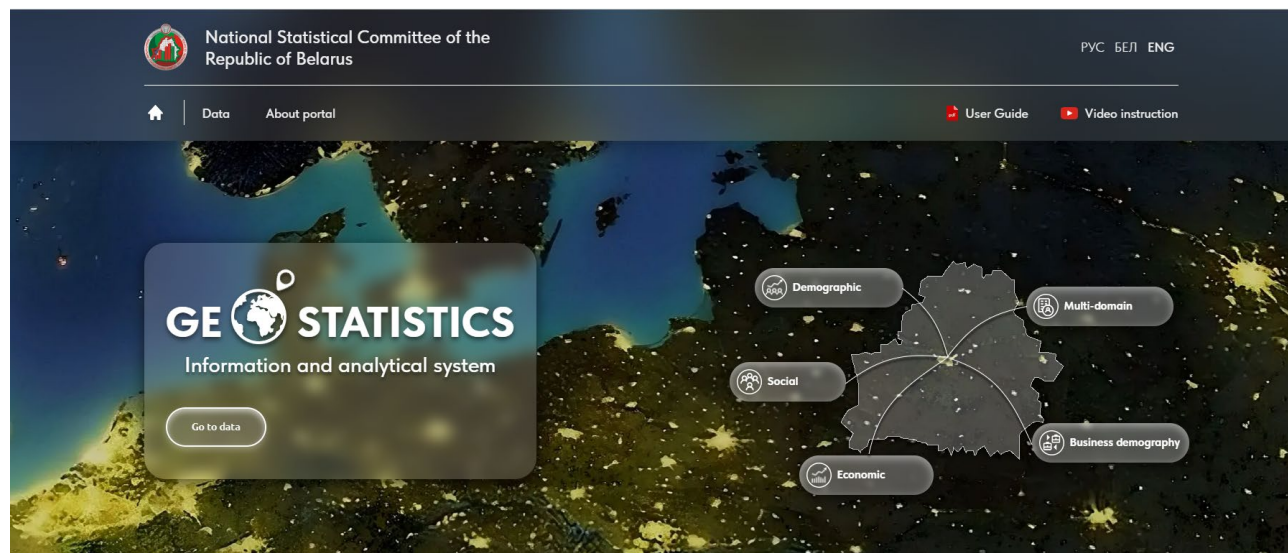 National Statistical Committee of the
Republic of Belarus
РУС БЕЛ ENG
Data About portal
User Guide Video instruction
GE STATISTICS
Information and analytical system
Go to data
Demographic
Multi-domain
Social
Business demography
Economic